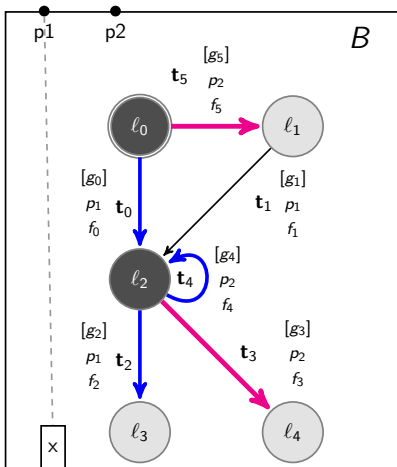 p1 p2 B
[g₅]
t₅ p₂
f₅
ℓ₀ ℓ₁
[g₀] [g₁]
p₁ t₀ t₁ p₁
f₀ f₁
[g₄]
ℓ₂ t₄ p₂
f₄
[g₂] [g₃]
p₁ t₂ t₃ p₂
f₂ f₃
x ℓ₃ ℓ₄